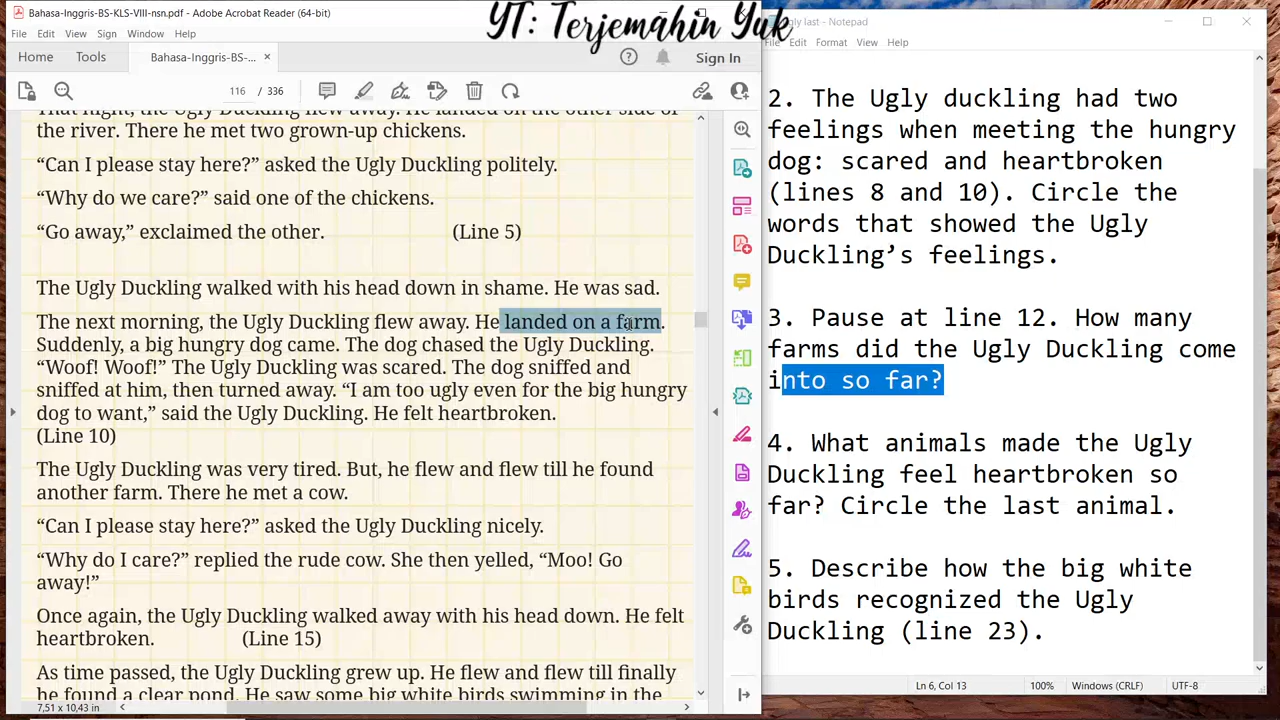 Bahasa-Inggris-BS-KLS-VIII-nsn.pdf - Adobe Acrobat Reader (64-bit)
YT: Terjemahin Yuk
File Edit View Sign Window Help
Home Tools Bahasa-Inggris-BS-... × Sign In
116 / 336
the river. There he met two grown-up chickens.
“Can I please stay here?” asked the Ugly Duckling politely.
“Why do we care?” said one of the chickens.
“Go away,” exclaimed the other. (Line 5)
The Ugly Duckling walked with his head down in shame. He was sad.
The next morning, the Ugly Duckling flew away. He landed on a farm.
Suddenly, a big hungry dog came. The dog chased the Ugly Duckling.
“Woof! Woof!” The Ugly Duckling was scared. The dog sniffed and
sniffed at him, then turned away. “I am too ugly even for the big hungry
dog to want,” said the Ugly Duckling. He felt heartbroken.
(Line 10)
The Ugly Duckling was very tired. But, he flew and flew till he found
another farm. There he met a cow.
“Can I please stay here?” asked the Ugly Duckling nicely.
“Why do I care?” replied the rude cow. She then yelled, “Moo! Go
away!”
Once again, the Ugly Duckling walked away with his head down. He felt
heartbroken. (Line 15)
As time passed, the Ugly Duckling grew up. He flew and flew till finally
he found a clear pond. He saw some big white birds swimming in the
7,51 x 10,43 in
last - Notepad
File Edit Format View Help
2. The Ugly duckling had two
feelings when meeting the hungry
dog: scared and heartbroken
(lines 8 and 10). Circle the
words that showed the Ugly
Duckling’s feelings.
3. Pause at line 12. How many
farms did the Ugly Duckling come
into so far?
4. What animals made the Ugly
Duckling feel heartbroken so
far? Circle the last animal.
5. Describe how the big white
birds recognized the Ugly
Duckling (line 23).
Ln 6, Col 13 100% Windows (CRLF) UTF-8